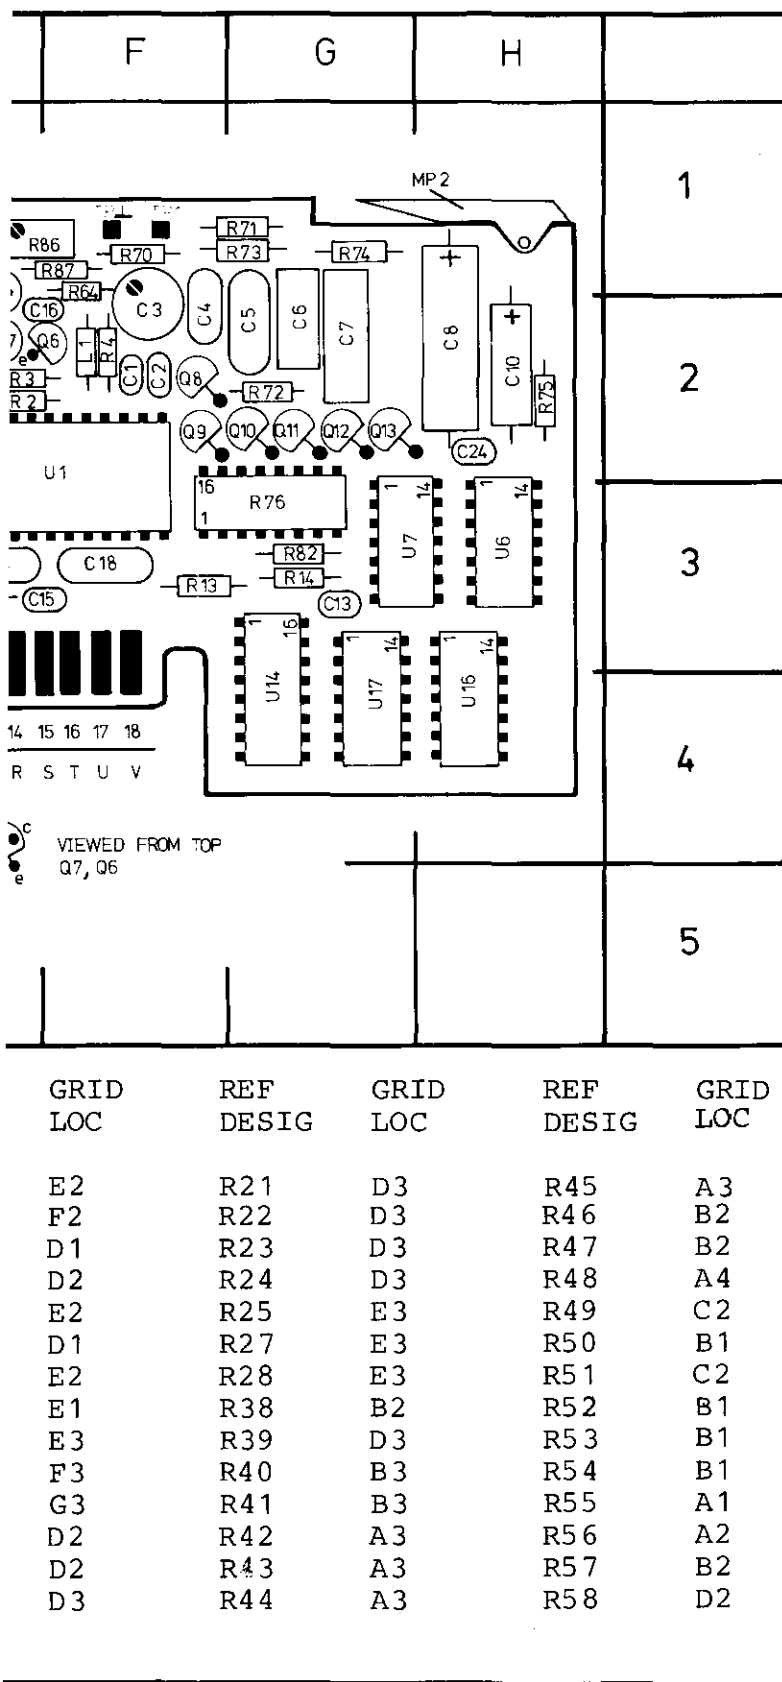 F G H
1
MP2
R71
R86 R70 R73 R74
R87
R64
C16 C3 C4 C5 C6 C7 C8 C10
2
Q6 L1 R4
e
R3 C1 C2 Q8 R72 R75
R2
Q9 Q10 Q11 Q12 Q13 C24
U1
16 R76 1 14 1 14
1
U7 U6
3
C18 R82
R13 R14
C15 C13
1 16 1 14 1 14
U14 U17 U16
14 15 16 17 18
R S T U V
4
c
VIEWED FROM TOP
e Q7, Q6
5
GRID REF GRID REF GRID
LOC DESIG LOC DESIG LOC
E2 R21 D3 R45 A3
F2 R22 D3 R46 B2
D1 R23 D3 R47 B2
D2 R24 D3 R48 A4
E2 R25 E3 R49 C2
D1 R27 E3 R50 B1
E2 R28 E3 R51 C2
E1 R38 B2 R52 B1
E3 R39 D3 R53 B1
F3 R40 B3 R54 B1
G3 R41 B3 R55 A1
D2 R42 A3 R56 A2
D2 R43 A3 R57 B2
D3 R44 A3 R58 D2